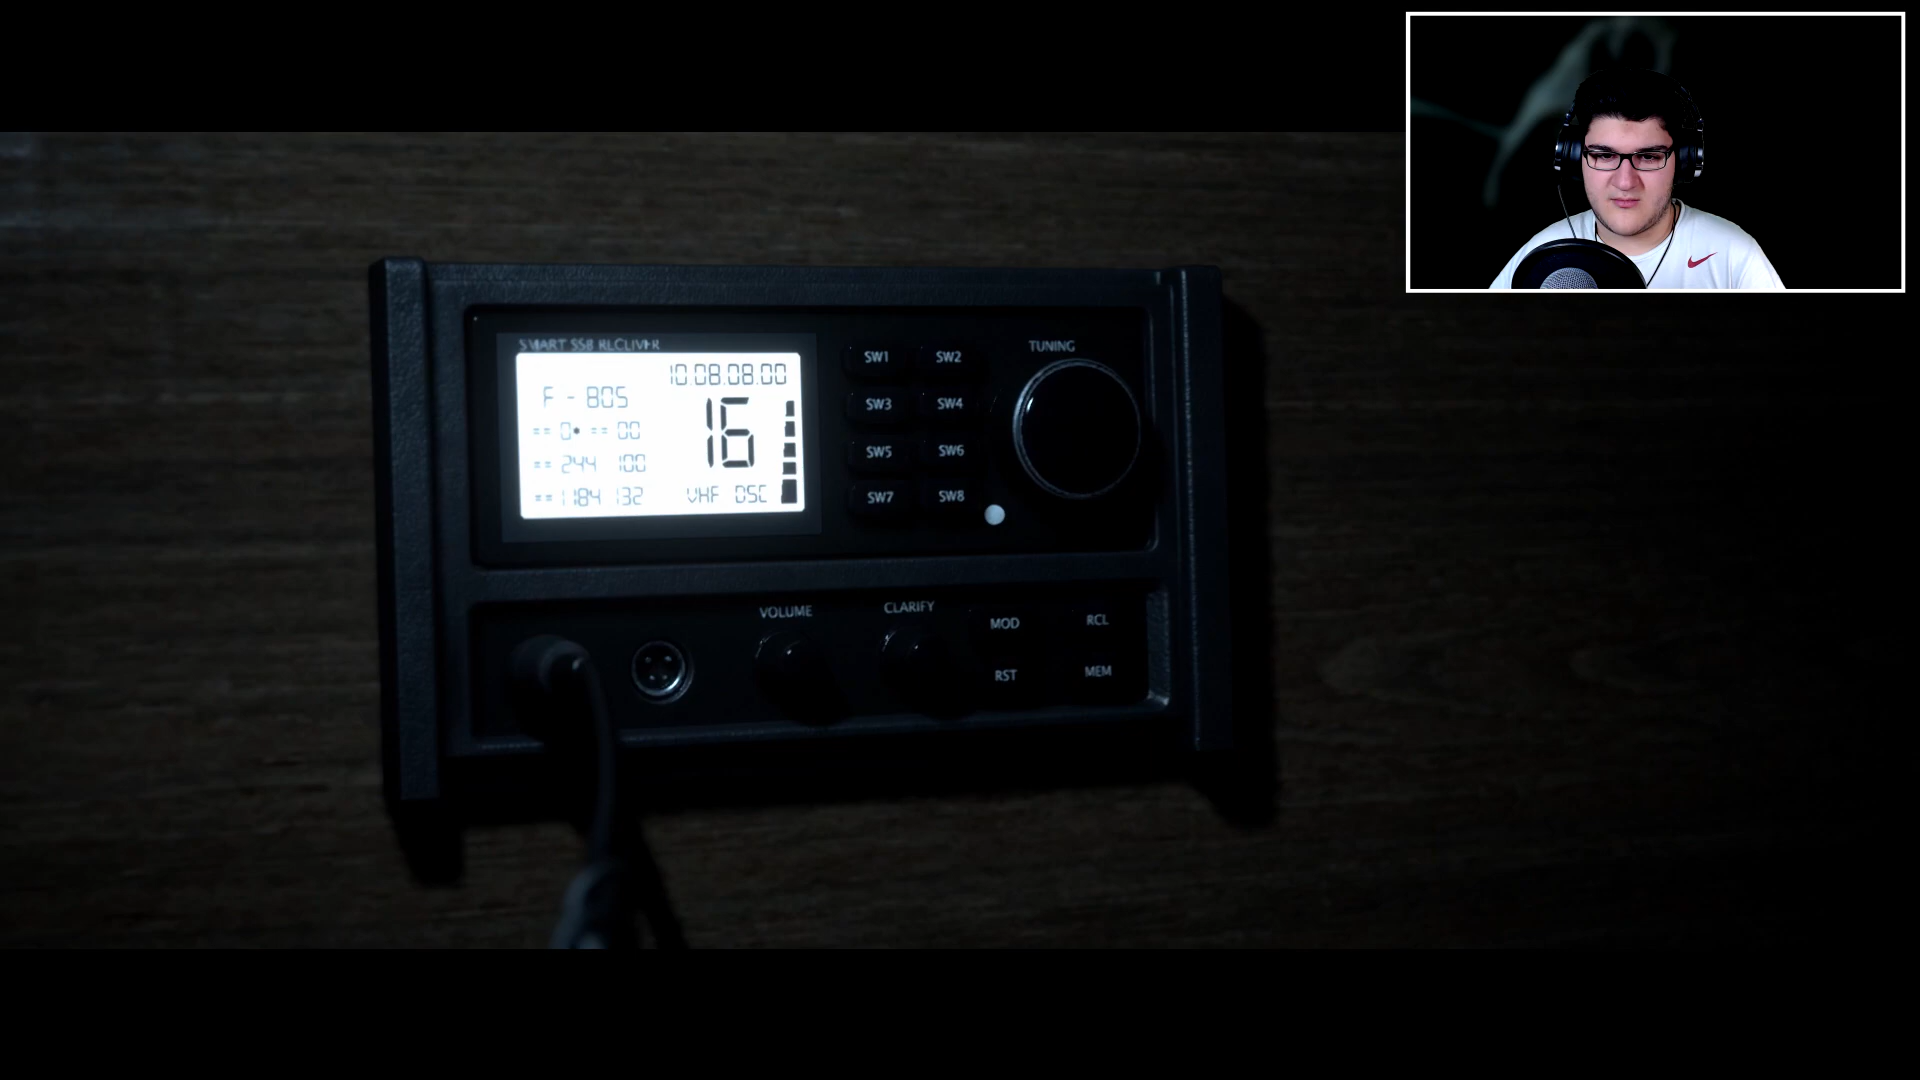 SMART SSB RECEIVER
10:08.08.00
F - BOS
== 0• == 00
16
== 244 100
== 1184 132
VHF DSC
SW1 SW2
SW3 SW4
SW5 SW6
SW7 SW8
TUNING
VOLUME
CLARIFY
MOD
RCL
RST
MEM